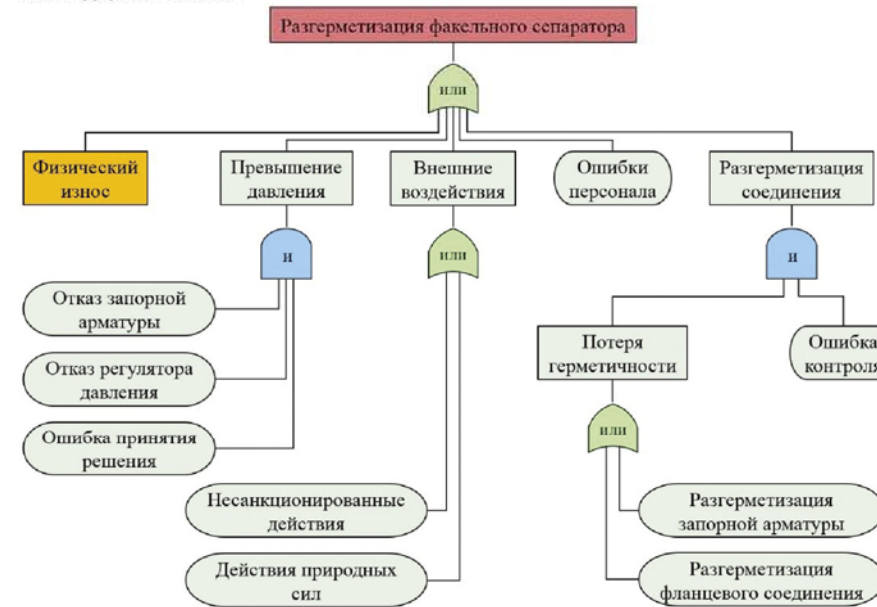 Разгерметизация факельного сепаратора
или
Физический
износ
Превышение
давления
Внешние
воздействия
Ошибки
персонала
Разгерметизация
соединения
и
или
и
Отказ запорной
арматуры
Отказ регулятора
давления
Ошибка принятия
решения
Потеря
герметичности
Ошибка
контроля
или
Несанкционированные
действия
Действия природных
сил
Разгерметизация
запорной арматуры
Разгерметизация
фланцевого соединения